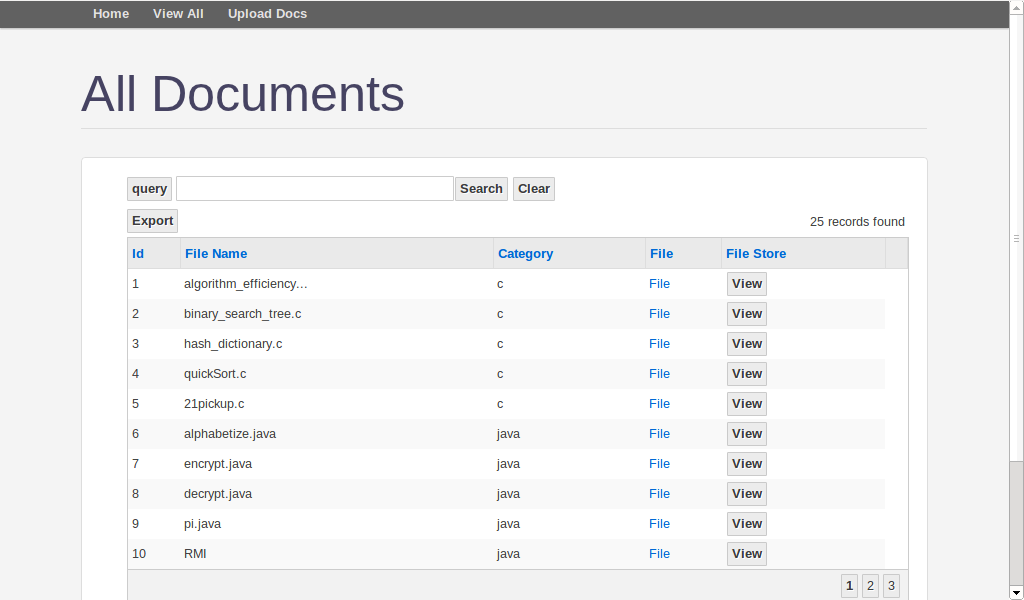 Home View All Upload Docs
All Documents
query Search Clear
Export 25 records found
Id File Name Category File File Store
1 algorithm_efficiency... c File View
2 binary_search_tree.c c File View
3 hash_dictionary.c c File View
4 quickSort.c c File View
5 21pickup.c c File View
6 alphabetize.java java File View
7 encrypt.java java File View
8 decrypt.java java File View
9 pi.java java File View
10 RMI java File View
1 2 3